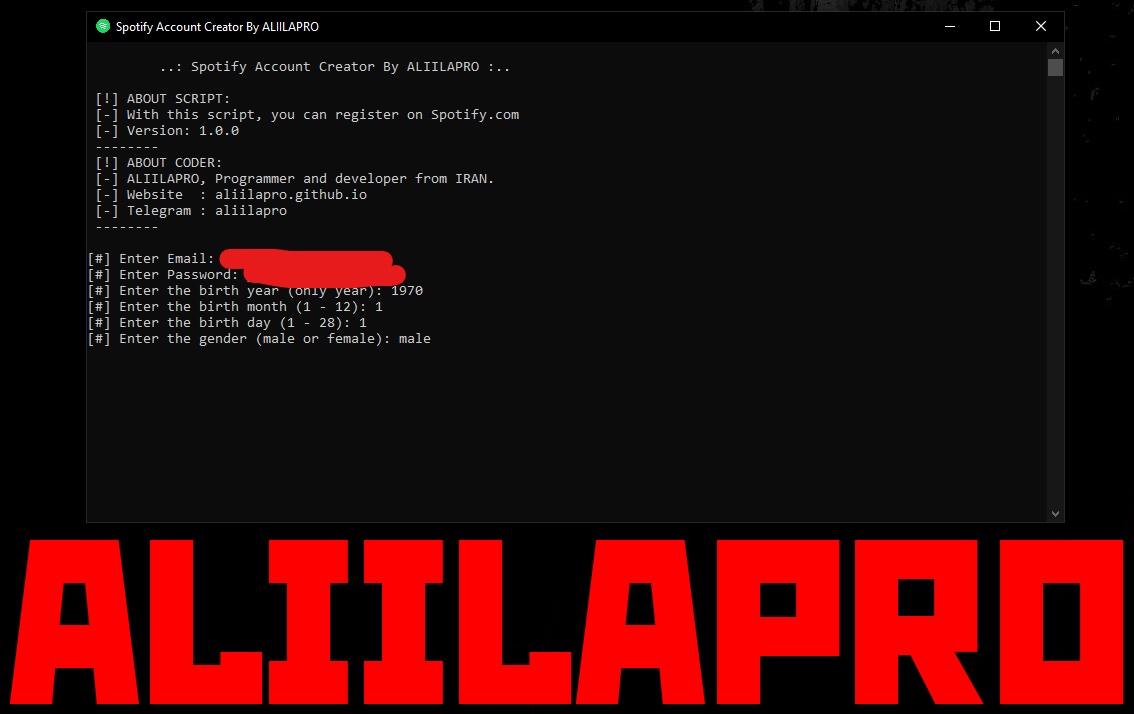 Spotify Account Creator By ALIILAPRO
..: Spotify Account Creator By ALIILAPRO :..
[!] ABOUT SCRIPT:
[-] With this script, you can register on Spotify.com
[-] Version: 1.0.0
--------
[!] ABOUT CODER:
[-] ALIILAPRO, Programmer and developer from IRAN.
[-] Website  : aliilapro.github.io
[-] Telegram : aliilapro
--------
[#] Enter Email:
[#] Enter Password:
[#] Enter the birth year (only year): 1970
[#] Enter the birth month (1 - 12): 1
[#] Enter the birth day (1 - 28): 1
[#] Enter the gender (male or female): male
ALIILAPRO